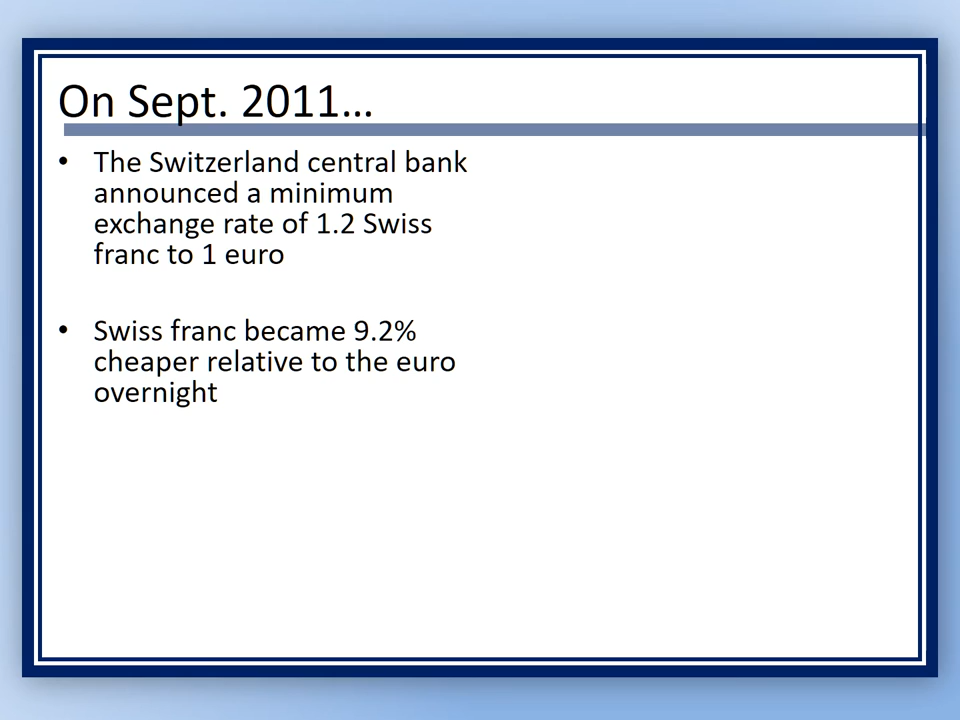 On Sept. 2011…
• The Switzerland central bank
announced a minimum
exchange rate of 1.2 Swiss
franc to 1 euro
• Swiss franc became 9.2%
cheaper relative to the euro
overnight